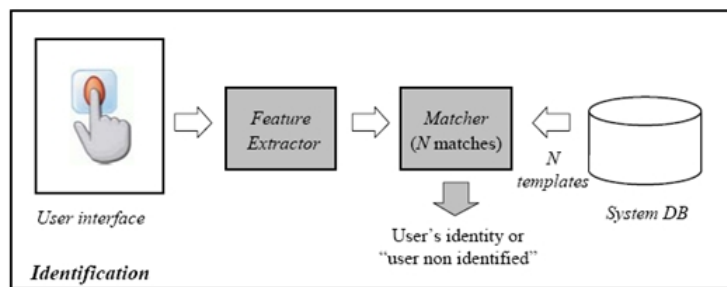 Feature
Extractor
Matcher
(N matches)
N
templates
User interface
System DB
User's identity or
"user non identified"
Identification